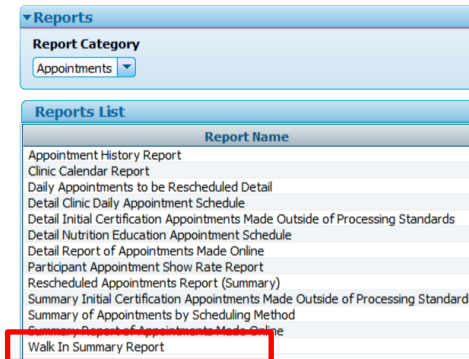 Reports
Report Category
Appointments
Reports List
Report Name
Appointment History Report
Clinic Calendar Report
Daily Appointments to be Rescheduled Detail
Detail Clinic Daily Appointment Schedule
Detail Initial Certification Appointments Made Outside of Processing Standards
Detail Nutrition Education Appointment Schedule
Detail Report of Appointments Made Online
Participant Appointment Show Rate Report
Rescheduled Appointments Report (Summary)
Summary Initial Certification Appointments Made Outside of Processing Standard
Summary of Appointments by Scheduling Method
Summary Report of Appointments Made Online
Walk In Summary Report